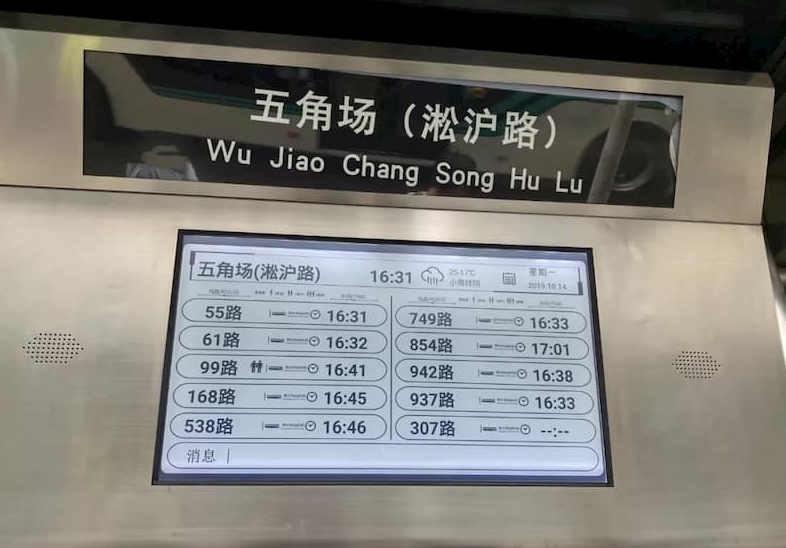 五角场（淞沪路）
Wu Jiao Chang Song Hu Lu
五角场(淞沪路)
16:31
25-17℃
星期一
2019.10.14
55路 16:31
61路 16:32
99路 16:41
168路 16:45
538路 16:46
749路 16:33
854路 17:01
942路 16:38
937路 16:33
307路 --:--
消息